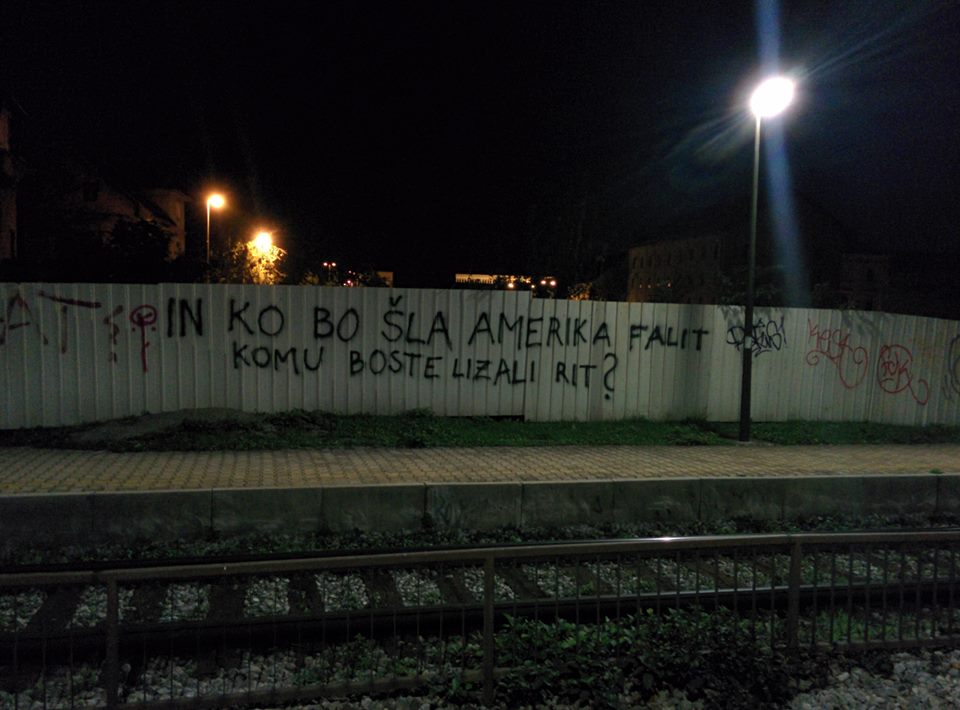 IN KO BO ŠLA AMERIKA FALIT
KOMU BOSTE LIZALI RIT?